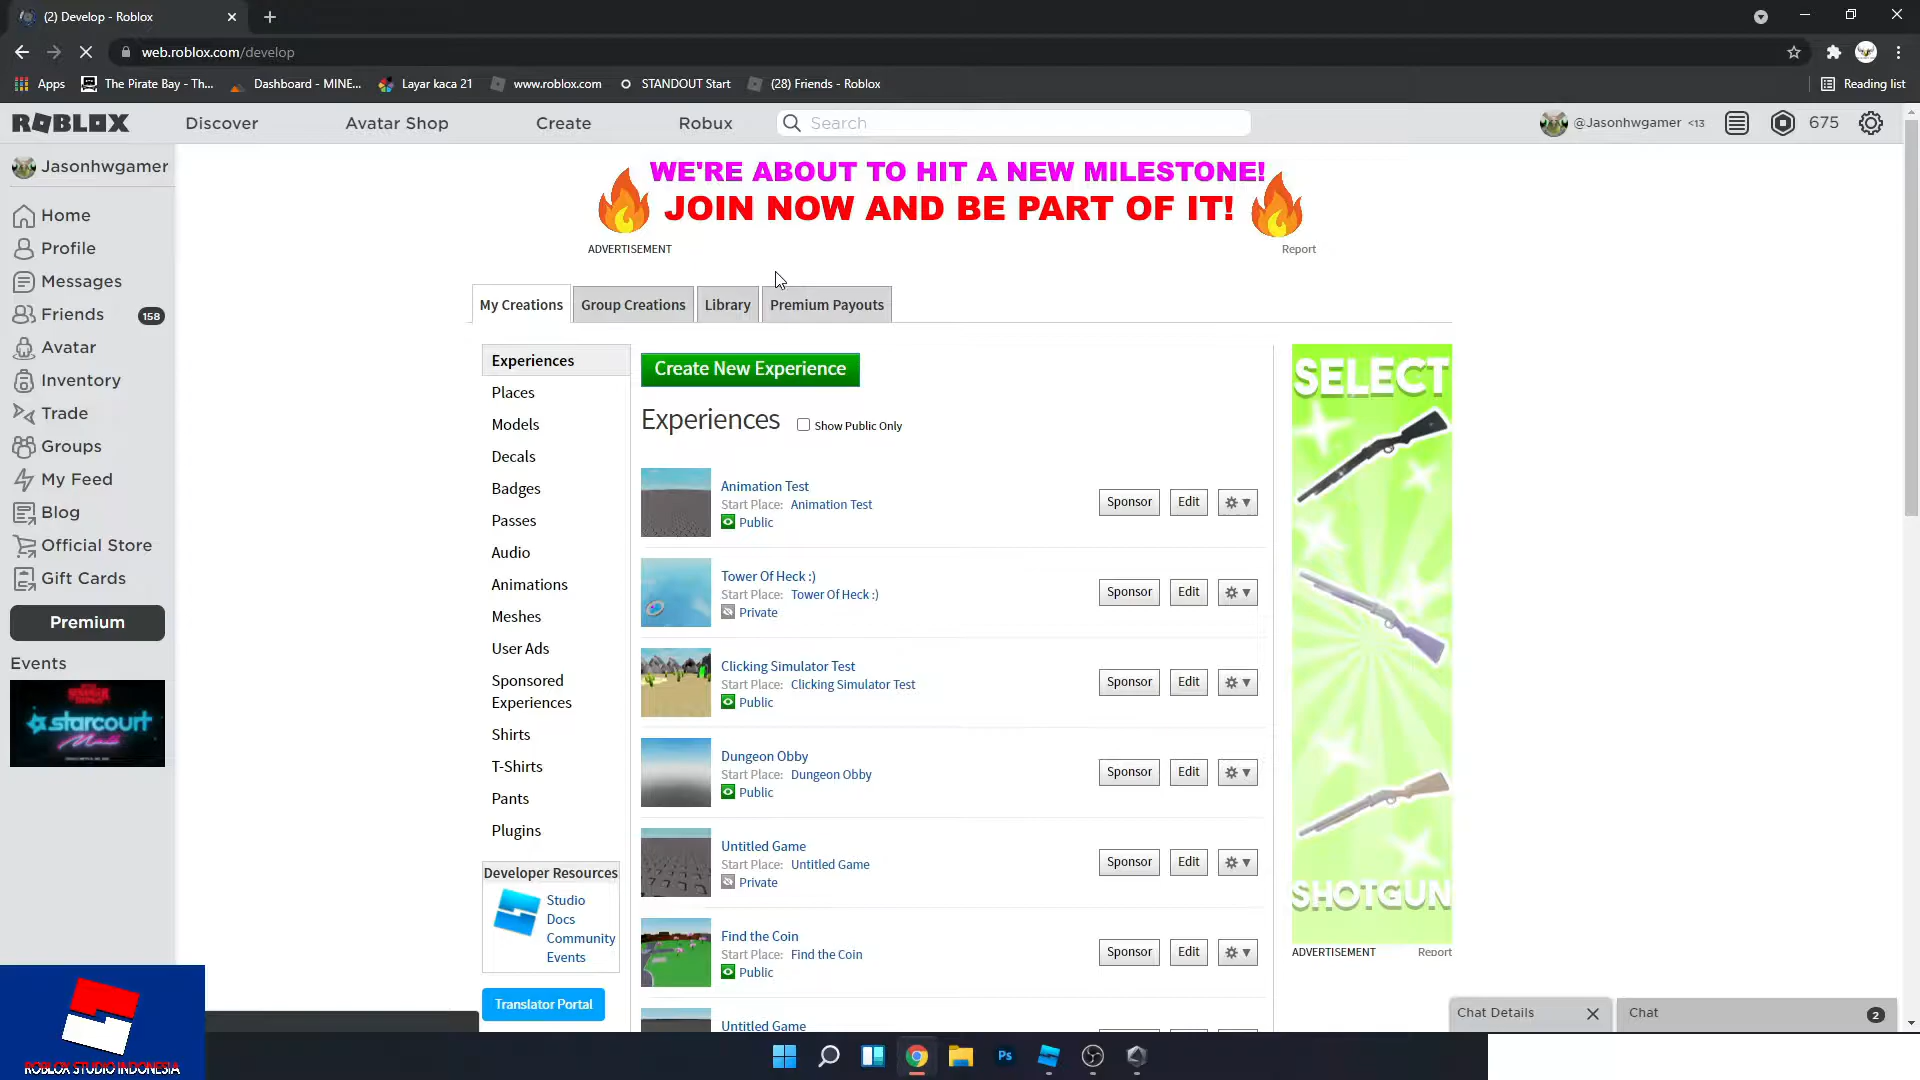 (2) Develop - Roblox
web.roblox.com/develop
Apps
The Pirate Bay - Th...
Dashboard - MINE...
Layar kaca 21
www.roblox.com
STANDOUT Start
(28) Friends - Roblox
Reading list
ROBLOX
Discover
Avatar Shop
Create
Robux
Search
@Jasonhwgamer <13
675
Jasonhwgamer
Home
Profile
Messages
Friends 158
Avatar
Inventory
Trade
Groups
My Feed
Blog
Official Store
Gift Cards
Premium
Events
starcourt
WE'RE ABOUT TO HIT A NEW MILESTONE!
JOIN NOW AND BE PART OF IT!
ADVERTISEMENT
Report
My Creations
Group Creations
Library
Premium Payouts
Experiences
Places
Models
Decals
Badges
Passes
Audio
Animations
Meshes
User Ads
Sponsored
Experiences
Shirts
T-Shirts
Pants
Plugins
Developer Resources
Studio
Docs
Community
Events
Translator Portal
Create New Experience
Experiences
Show Public Only
Animation Test
Start Place: Animation Test
Public
Sponsor
Edit
Tower Of Heck :)
Start Place: Tower Of Heck :)
Private
Sponsor
Edit
Clicking Simulator Test
Start Place: Clicking Simulator Test
Public
Sponsor
Edit
Dungeon Obby
Start Place: Dungeon Obby
Public
Sponsor
Edit
Untitled Game
Start Place: Untitled Game
Private
Sponsor
Edit
Find the Coin
Start Place: Find the Coin
Public
Sponsor
Edit
Untitled Game
SELECT
SHOTGUN
ADVERTISEMENT
Report
Chat Details
Chat
2
ROBLOX STUDIO INDONESIA
Ps